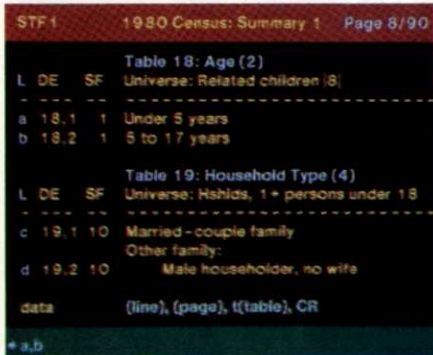 STF1 1980 Census: Summary 1 Page 8/90
Table 18: Age (2)
L DE SF Universe: Related children |8|
a 18.1 1 Under 5 years
b 18.2 1 5 to 17 years
Table 19: Household Type (4)
L DE SF Universe: Hshlds, 1+ persons under 18
c 19.1 10 Married-couple family
Other family:
d 19.2 10 Male householder, no wife
data (line), (page), t(table), CR
* a,b